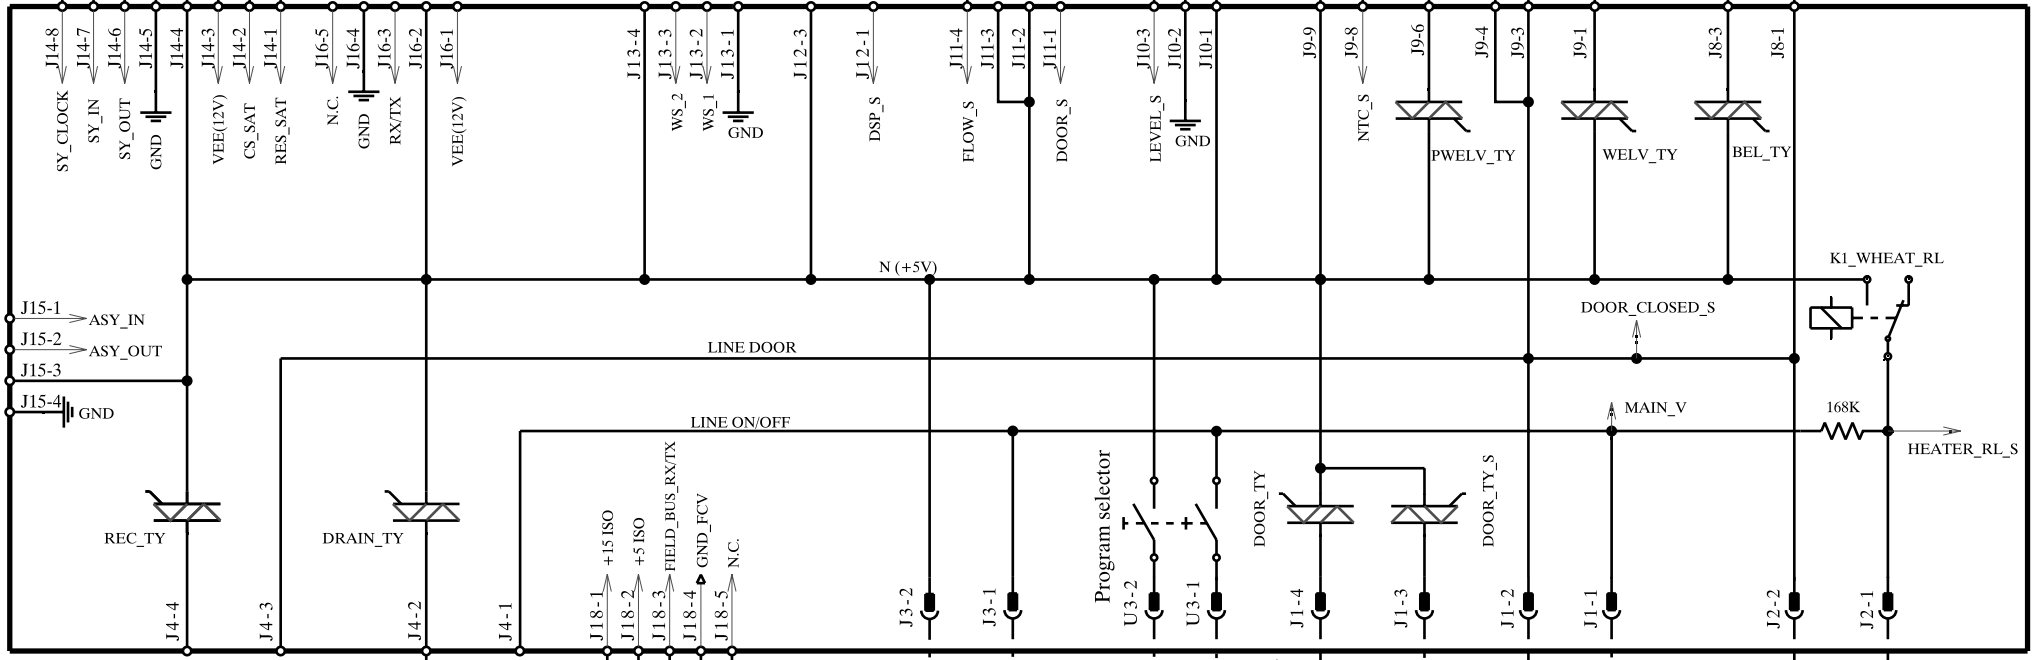 J14-8
J14-7
J14-6
J14-5
J14-4
J14-3
J14-2
J14-1
J16-5
J16-4
J16-3
J16-2
J16-1
J13-4
J13-3
J13-2
J13-1
J12-3
J12-1
J11-4
J11-3
J11-2
J11-1
J10-3
J10-2
J10-1
J9-9
J9-8
J9-6
J9-4
J9-3
J9-1
J8-3
J8-1
SY_CLOCK
SY_IN
SY_OUT
GND
VEE(12V)
CS_SAT
RES_SAT
N.C.
GND
RX/TX
VEE(12V)
WS_2
WS_1
GND
DSP_S
FLOW_S
DOOR_S
LEVEL_S
GND
NTC_S
PWELV_TY
WELV_TY
BEL_TY
N (+5V)
K1_WHEAT_RL
J15-1
ASY_IN
J15-2
ASY_OUT
J15-3
J15-4
GND
DOOR_CLOSED_S
LINE DOOR
LINE ON/OFF
MAIN_V
168K
HEATER_RL_S
REC_TY
DRAIN_TY
+15 ISO
+5 ISO
FIELD_BUS_RX/TX
GND_FCV
N.C.
Program selector
DOOR_TY
DOOR_TY_S
J4-4
J4-3
J4-2
J4-1
J18-1
J18-2
J18-3
J18-4
J18-5
J3-2
J3-1
U3-2
U3-1
J1-4
J1-3
J1-2
J1-1
J2-2
J2-1